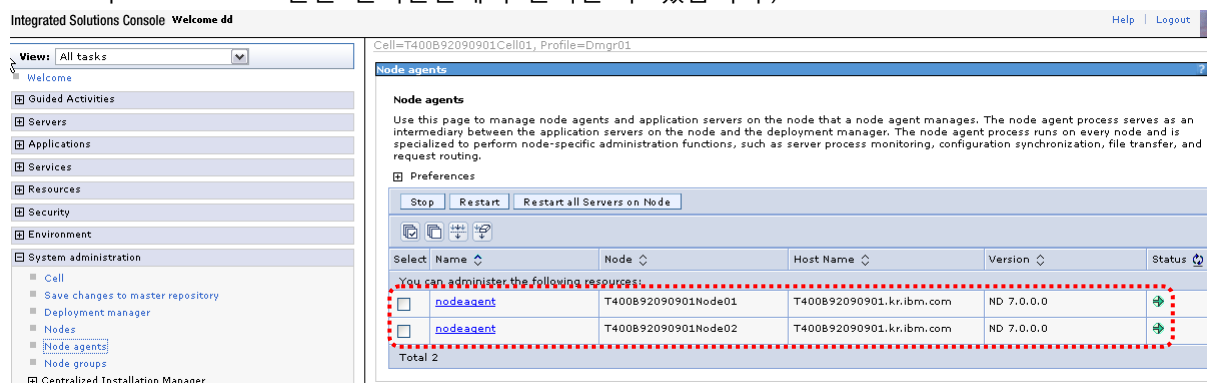 Integrated Solutions Console Welcome dd
Help | Logout
View: All tasks
Welcome
Guided Activities
Servers
Applications
Services
Resources
Security
Environment
System administration
Cell
Save changes to master repository
Deployment manager
Nodes
Node agents
Node groups
Centralized Installation Manager
Cell=T400B92090901Cell01, Profile=Dmgr01
Node agents ?
Node agents
Use this page to manage node agents and application servers on the node that a node agent manages. The node agent process serves as an
intermediary between the application servers on the node and the deployment manager. The node agent process runs on every node and is
specialized to perform node-specific administration functions, such as server process monitoring, configuration synchronization, file transfer, and
request routing.
Preferences
Stop Restart Restart all Servers on Node
Select Name Node Host Name Version Status
You can administer the following resources:
nodeagent T400B92090901Node01 T400B92090901.kr.ibm.com ND 7.0.0.0
nodeagent T400B92090901Node02 T400B92090901.kr.ibm.com ND 7.0.0.0
Total 2